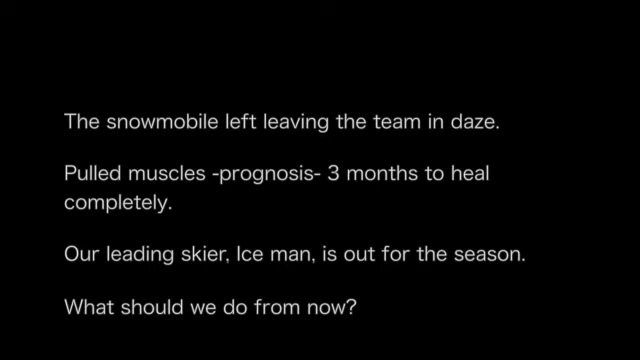 The snowmobile left leaving the team in daze.
Pulled muscles -prognosis- 3 months to heal
completely.
Our leading skier, Ice man, is out for the season.
What should we do from now?